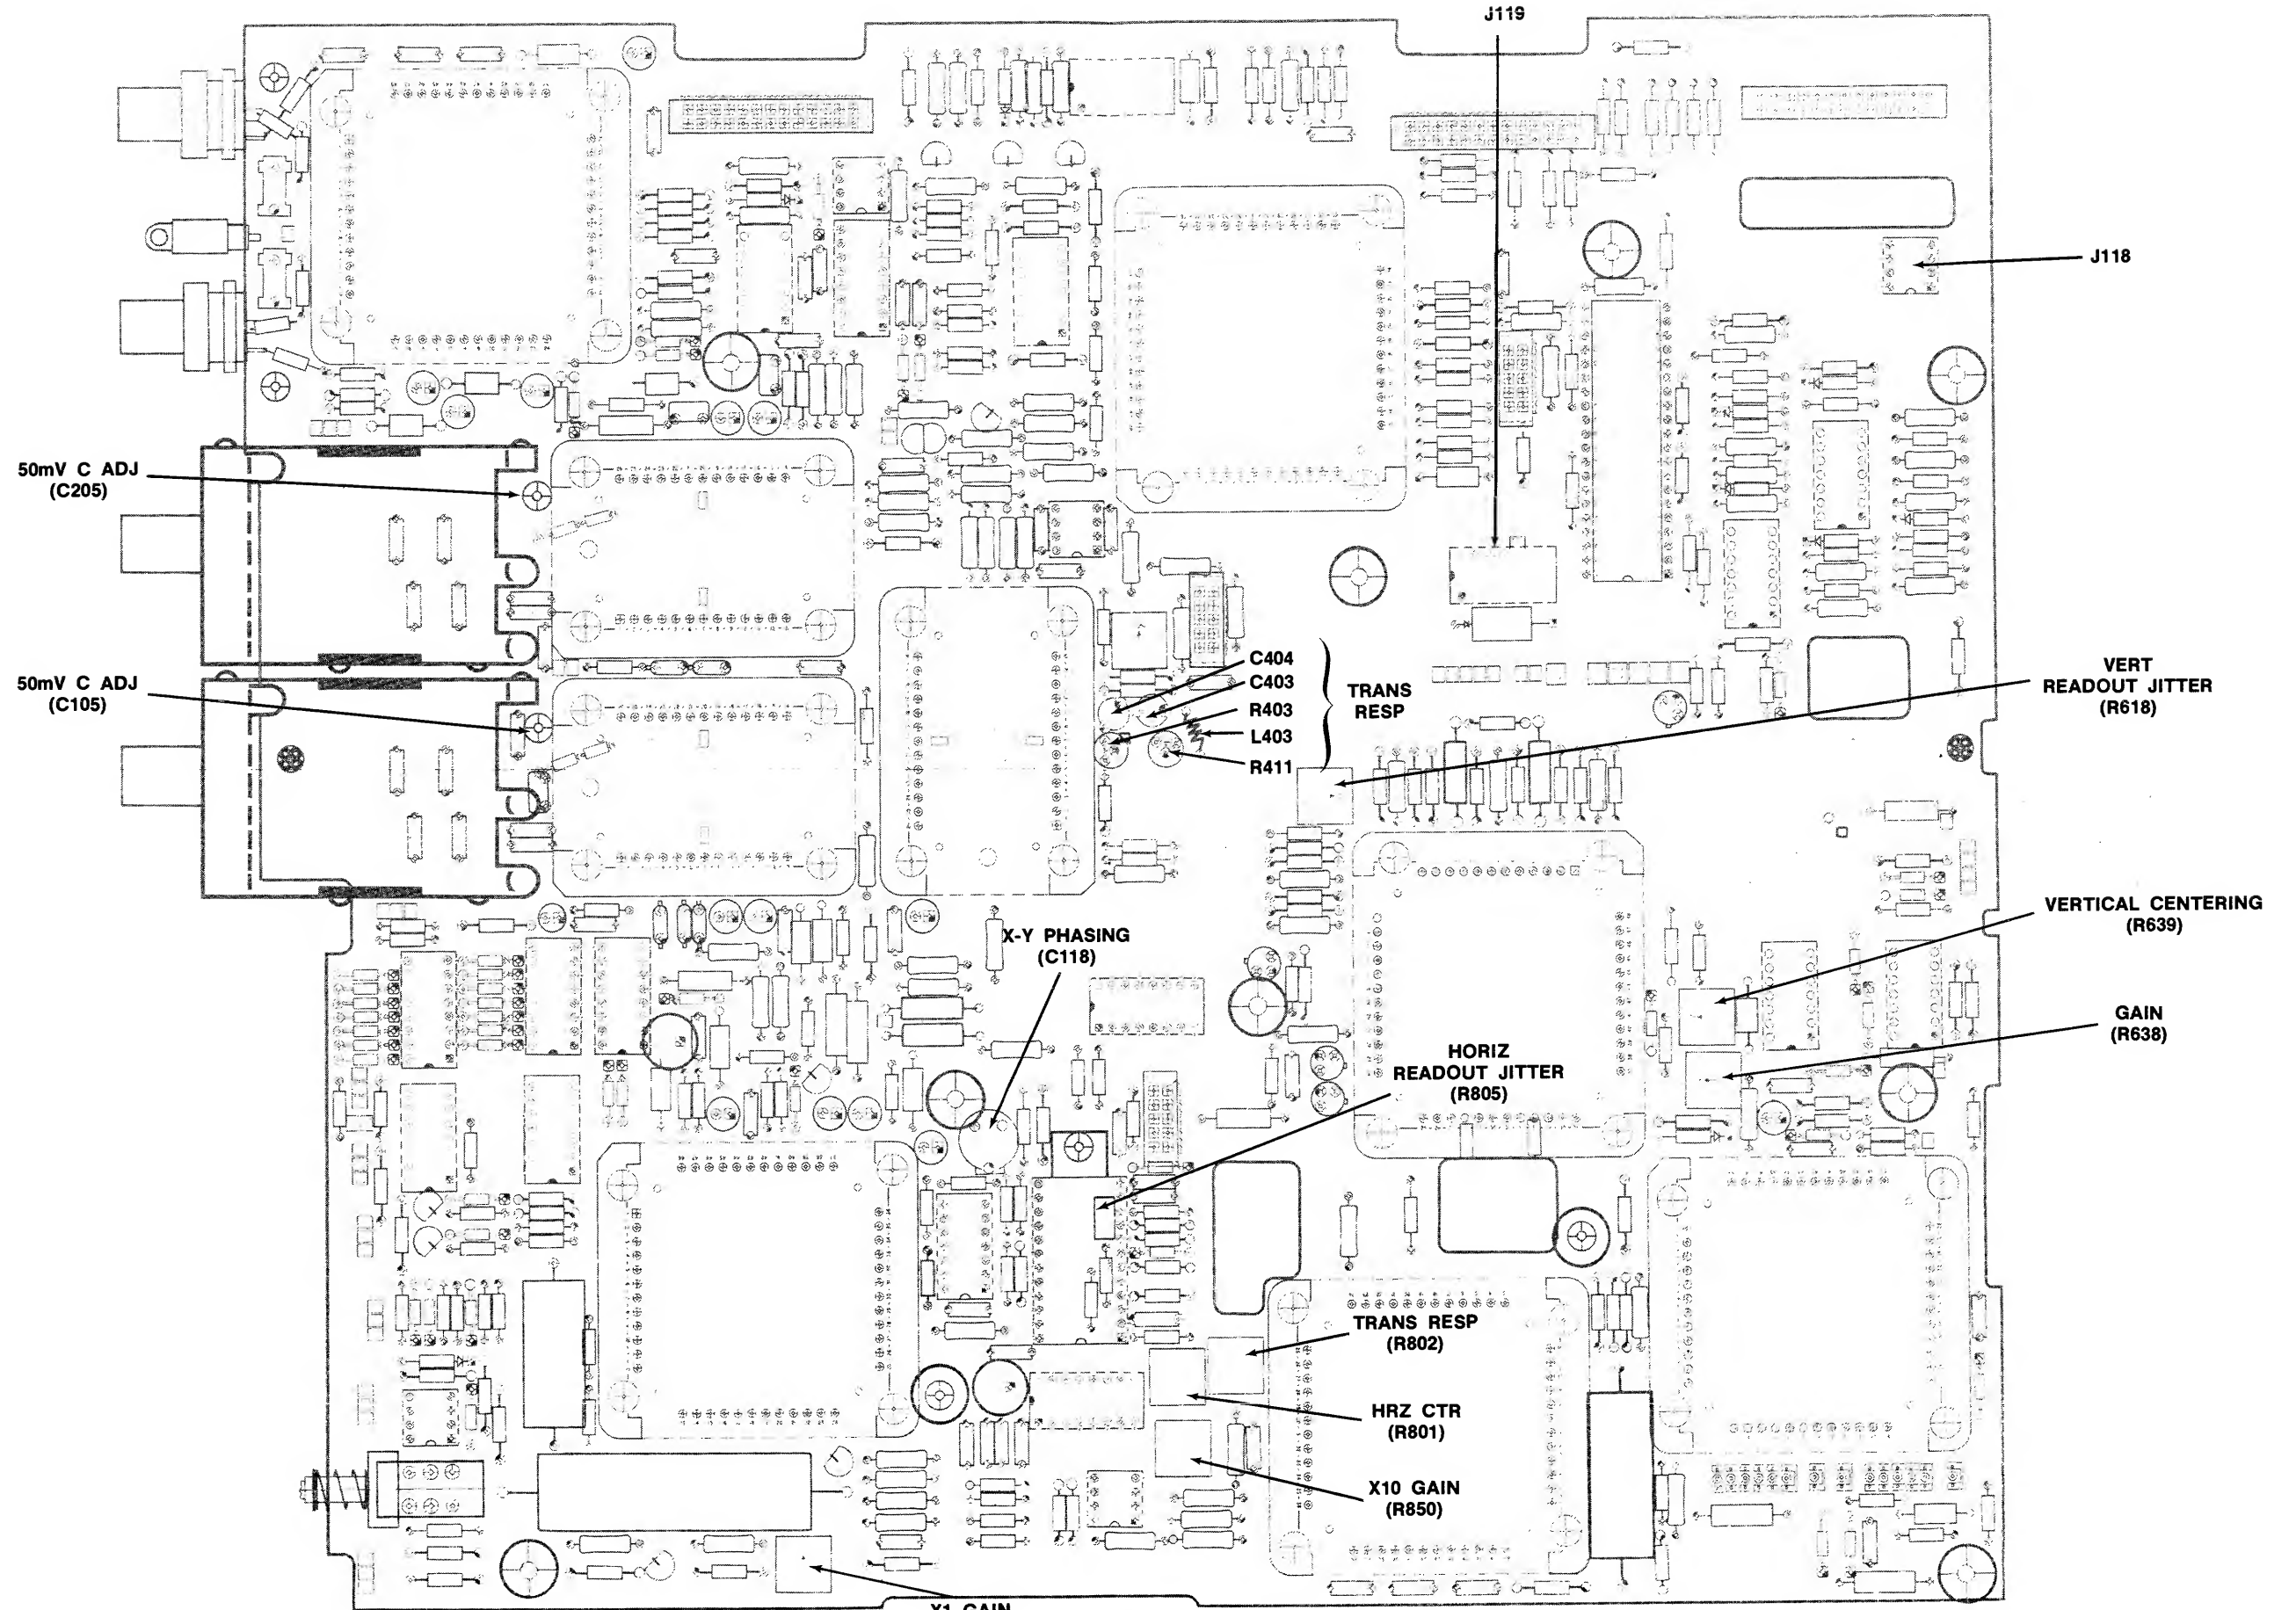 J119
J118
50mV C ADJ
(C205)
C404
C403
R403
L403
R411
TRANS
RESP
VERT
READOUT JITTER
(R618)
50mV C ADJ
(C105)
VERTICAL CENTERING
(R639)
X-Y PHASING
(C118)
GAIN
(R638)
HORIZ
READOUT JITTER
(R805)
TRANS RESP
(R802)
HRZ CTR
(R801)
X10 GAIN
(R850)
X1 GAIN